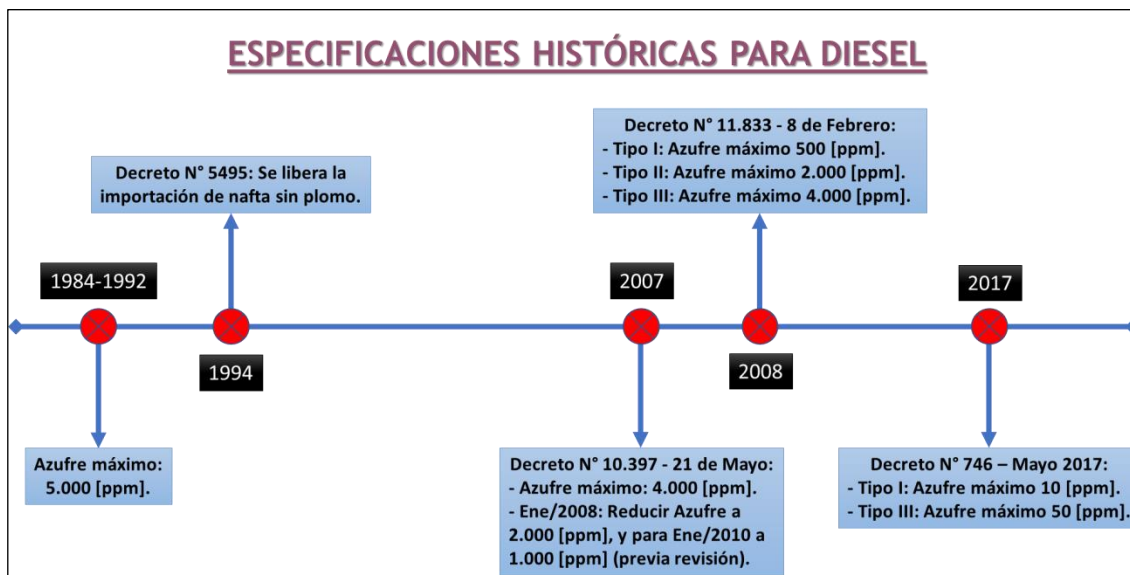 ESPECIFICACIONES HISTÓRICAS PARA DIESEL
Decreto N° 11.833 - 8 de Febrero:
- Tipo I: Azufre máximo 500 [ppm].
- Tipo II: Azufre máximo 2.000 [ppm].
- Tipo III: Azufre máximo 4.000 [ppm].
Decreto N° 5495: Se libera la
importación de nafta sin plomo.
1984-1992
2007
2017
1994
2008
Azufre máximo:
5.000 [ppm].
Decreto N° 10.397 - 21 de Mayo:
- Azufre máximo: 4.000 [ppm].
- Ene/2008: Reducir Azufre a
2.000 [ppm], y para Ene/2010 a
1.000 [ppm] (previa revisión).
Decreto N° 746 – Mayo 2017:
- Tipo I: Azufre máximo 10 [ppm].
- Tipo III: Azufre máximo 50 [ppm].